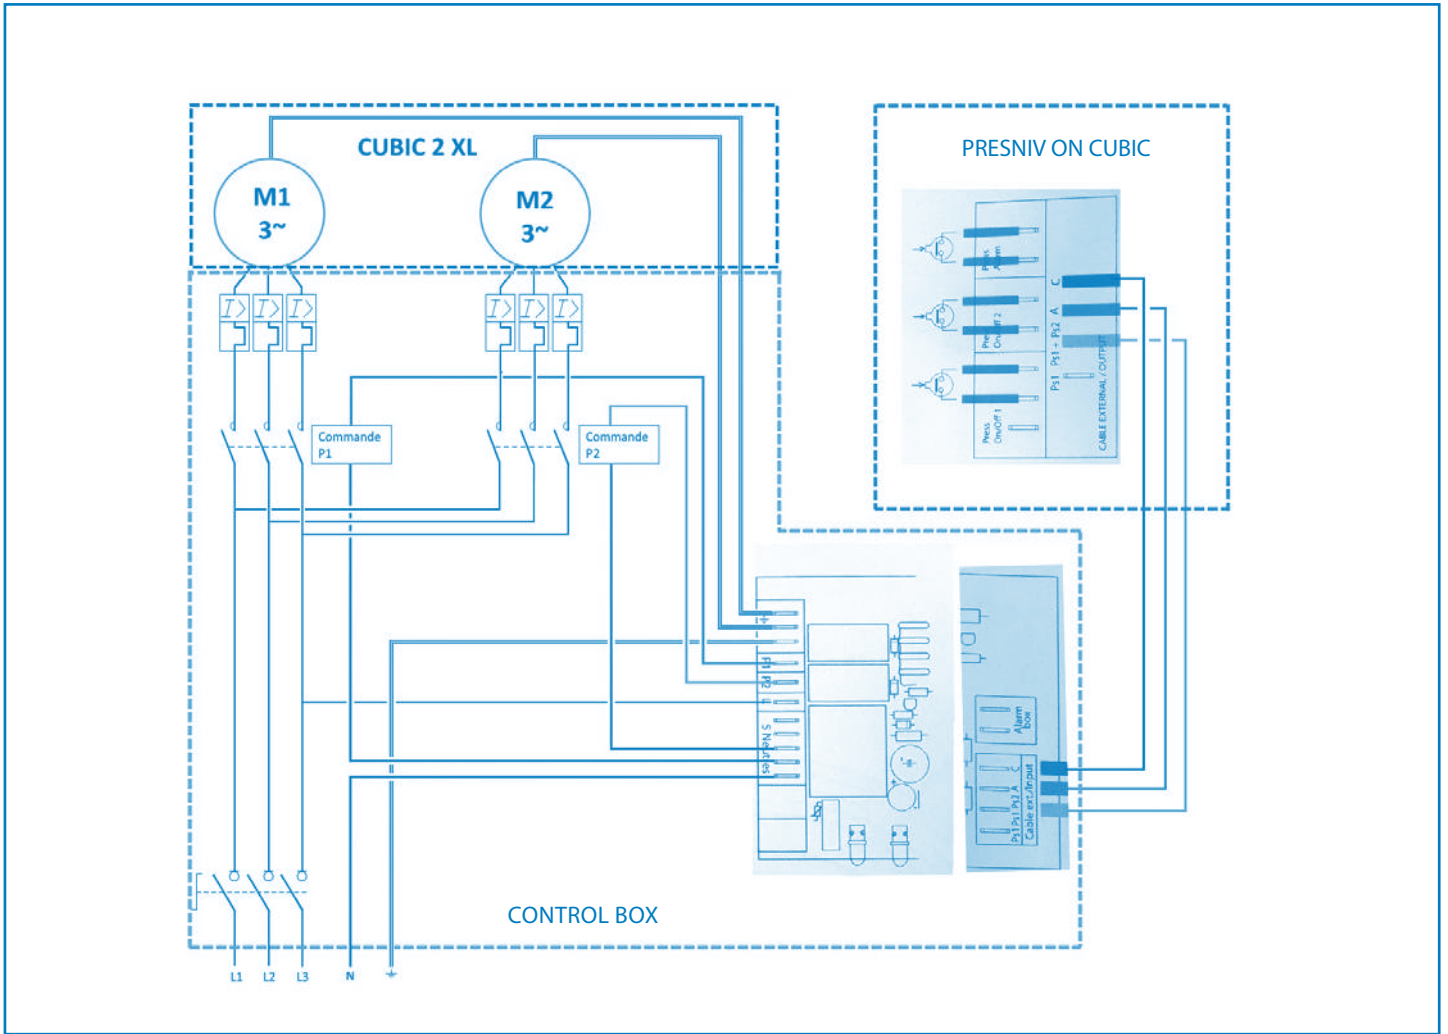 CUBIC 2 XL
PRESNIV ON CUBIC
M1
3~
M2
3~
I>
I>
I>
I>
I>
I>
Commande
P1
Commande
P2
Press
Alarm
Press
On/Off 2
Press
On/Off 1
C
A
Ps1 + Ps2
Ps1
CABLE EXTERNAL / OUTPUT
P1
P2
L
5 Neutres
Alarm
box
Ps1 Ps1 Ps2 A C
Cable ext./Input
CONTROL BOX
L1
L2
L3
N